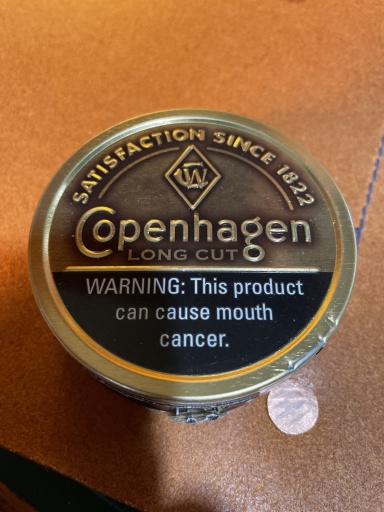 SATISFACTION SINCE 1822
W
Copenhagen
LONG CUT
WARNING: This product
can cause mouth
cancer.